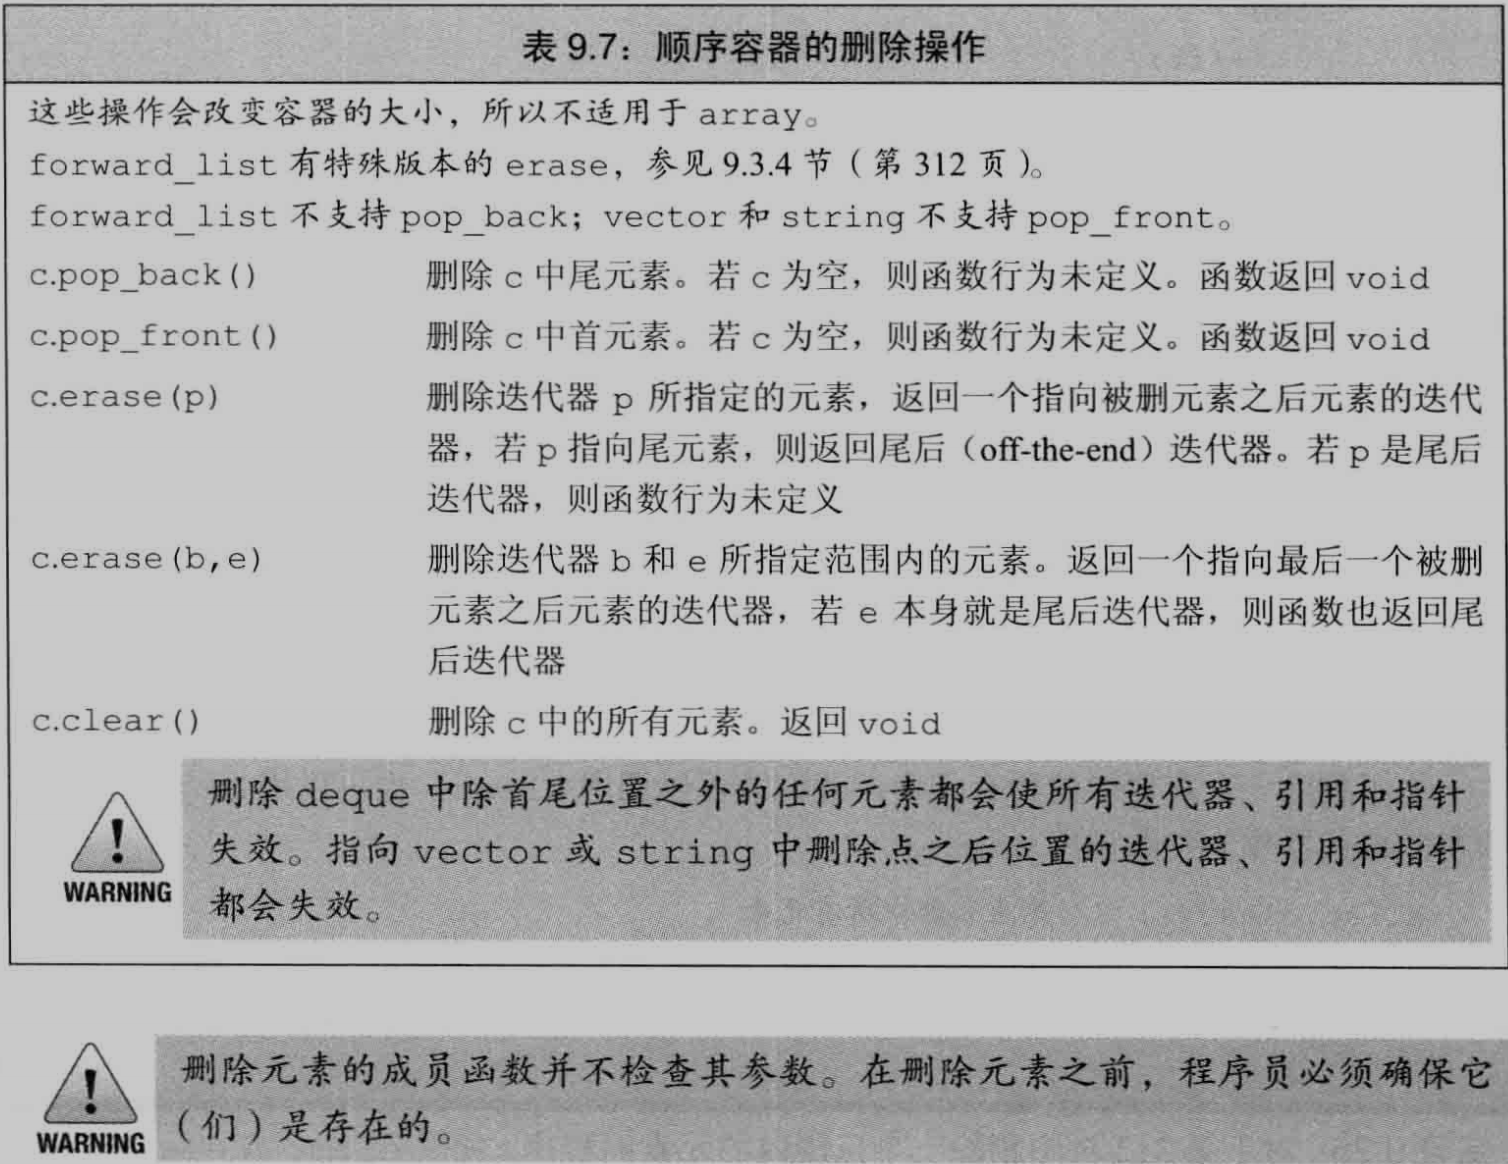 表 9.7：顺序容器的删除操作
这些操作会改变容器的大小，所以不适用于 array。
forward_list 有特殊版本的 erase，参见 9.3.4 节（第 312 页）。
forward_list 不支持 pop_back；vector 和 string 不支持 pop_front。
c.pop_back() 删除 c 中尾元素。若 c 为空，则函数行为未定义。函数返回 void
c.pop_front() 删除 c 中首元素。若 c 为空，则函数行为未定义。函数返回 void
c.erase(p) 删除迭代器 p 所指定的元素，返回一个指向被删元素之后元素的迭代
器，若 p 指向尾元素，则返回尾后（off-the-end）迭代器。若 p 是尾后
迭代器，则函数行为未定义
c.erase(b,e) 删除迭代器 b 和 e 所指定范围内的元素。返回一个指向最后一个被删
元素之后元素的迭代器，若 e 本身就是尾后迭代器，则函数也返回尾
后迭代器
c.clear() 删除 c 中的所有元素。返回 void
删除 deque 中除首尾位置之外的任何元素都会使所有迭代器、引用和指针
失效。指向 vector 或 string 中删除点之后位置的迭代器、引用和指针
都会失效。
WARNING
删除元素的成员函数并不检查其参数。在删除元素之前，程序员必须确保它
（们）是存在的。
WARNING